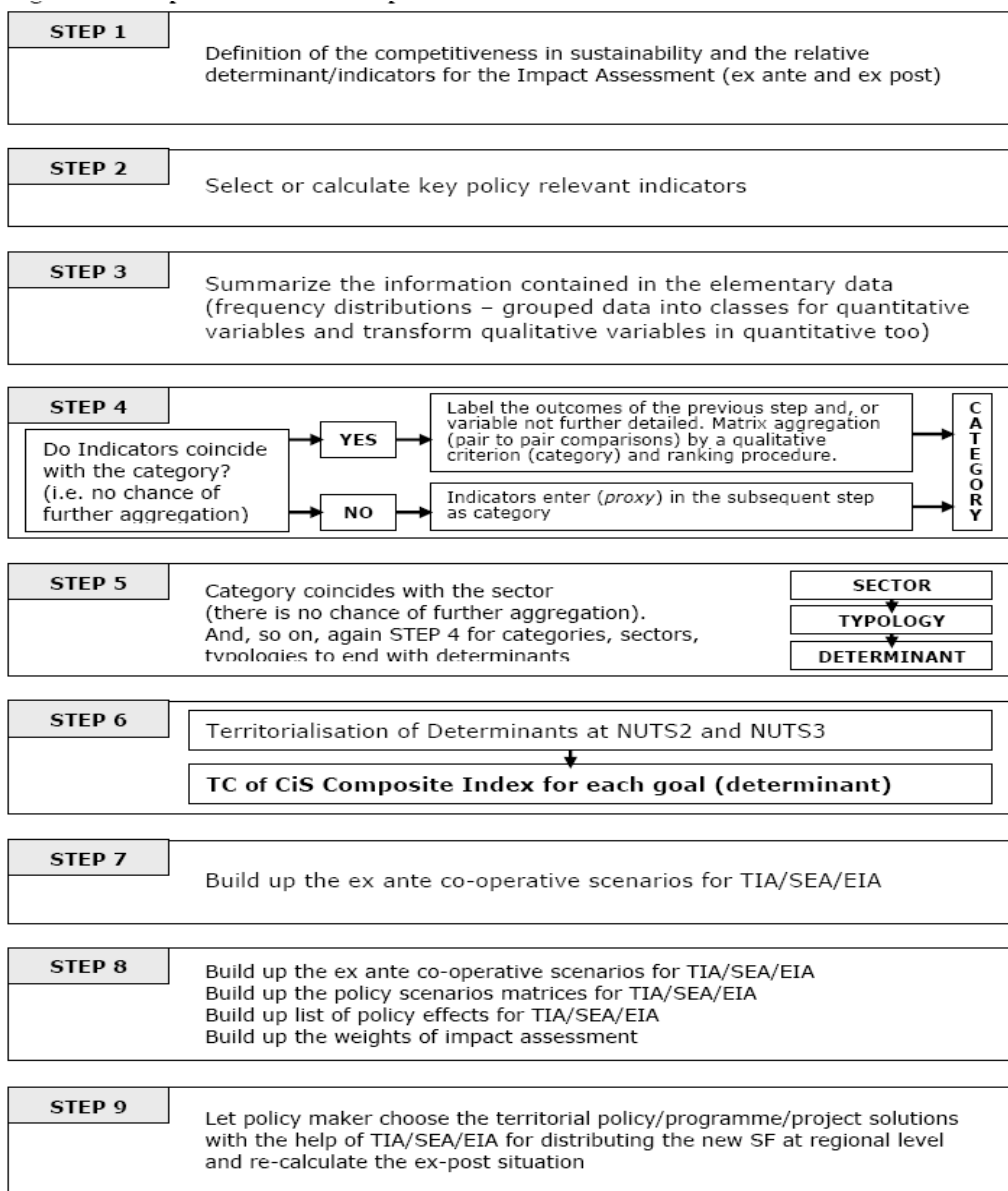 STEP 1
Definition of the competitiveness in sustainability and the relative
determinant/indicators for the Impact Assessment (ex ante and ex post)
STEP 2
Select or calculate key policy relevant indicators
STEP 3
Summarize the information contained in the elementary data
(frequency distributions – grouped data into classes for quantitative
variables and transform qualitative variables in quantitative too)
STEP 4
Do Indicators coincide
with the category?
(i.e. no chance of
further aggregation)
YES
Label the outcomes of the previous step and, or
variable not further detailed. Matrix aggregation
(pair to pair comparisons) by a qualitative
criterion (category) and ranking procedure.
NO
Indicators enter (proxy) in the subsequent step
as category
CATEGORY
STEP 5
Category coincides with the sector
(there is no chance of further aggregation).
And, so on, again STEP 4 for categories, sectors,
typologies to end with determinants
SECTOR
TYPOLOGY
DETERMINANT
STEP 6
Territorialisation of Determinants at NUTS2 and NUTS3
TC of CiS Composite Index for each goal (determinant)
STEP 7
Build up the ex ante co-operative scenarios for TIA/SEA/EIA
STEP 8
Build up the ex ante co-operative scenarios for TIA/SEA/EIA
Build up the policy scenarios matrices for TIA/SEA/EIA
Build up list of policy effects for TIA/SEA/EIA
Build up the weights of impact assessment
STEP 9
Let policy maker choose the territorial policy/programme/project solutions
with the help of TIA/SEA/EIA for distributing the new SF at regional level
and re-calculate the ex-post situation